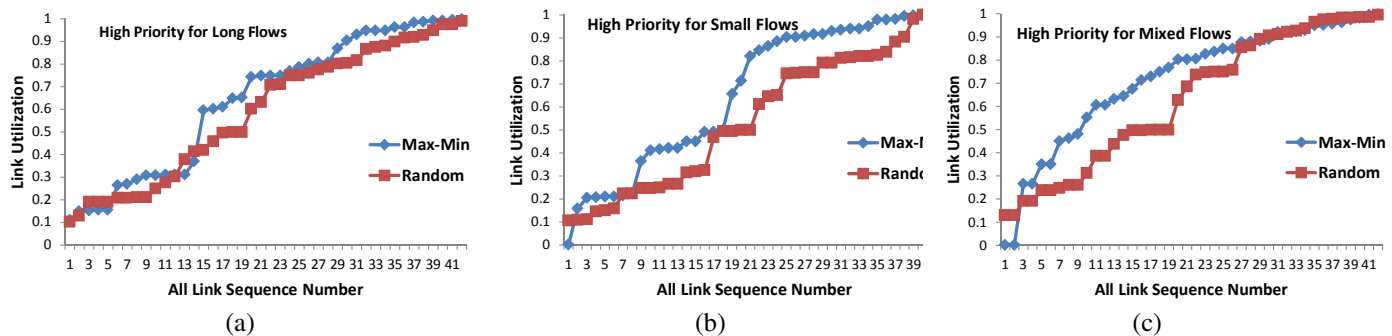 High Priority for Long Flows
Link Utilization
1
0.9
0.8
0.7
0.6
0.5
0.4
0.3
0.2
0.1
0
Max-Min
Random
1 3 5 7 9 11 13 15 17 19 21 23 25 27 29 31 33 35 37 39 41
All Link Sequence Number
(a)
High Priority for Small Flows
Link Utilization
1
0.9
0.8
0.7
0.6
0.5
0.4
0.3
0.2
0.1
0
Max-
Rando
1 3 5 7 9 11 13 15 17 19 21 23 25 27 29 31 33 35 37 39
All Link Sequence Number
(b)
High Priority for Mixed Flows
Link Utilization
1
0.9
0.8
0.7
0.6
0.5
0.4
0.3
0.2
0.1
0
Max-Min
Random
1 3 5 7 9 11 13 15 17 19 21 23 25 27 29 31 33 35 37 39 41
All Link Sequence Number
(c)